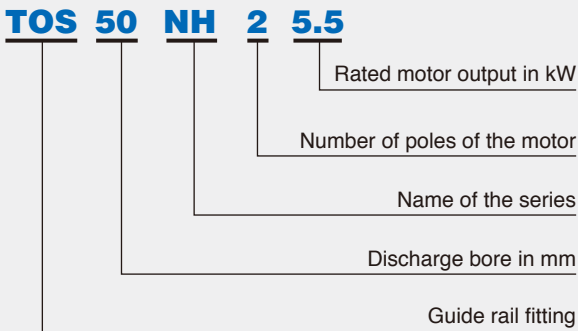 TOS 50 NH 2 5.5
Rated motor output in kW
Number of poles of the motor
Name of the series
Discharge bore in mm
Guide rail fitting